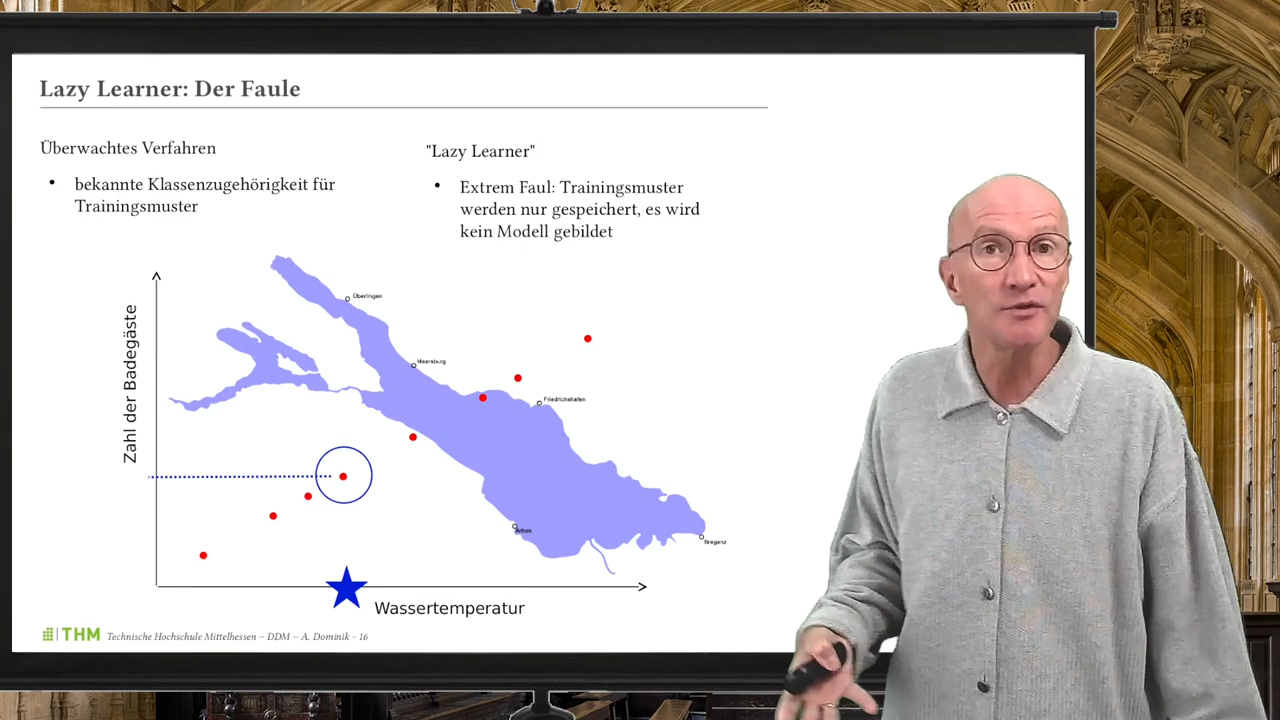 Lazy Learner: Der Faule
Überwachtes Verfahren
• bekannte Klassenzugehörigkeit für
Trainingsmuster
"Lazy Learner"
• Extrem Faul: Trainingsmuster
werden nur gespeichert, es wird
kein Modell gebildet
Zahl der Badegäste
Überlingen
Meersburg
Friedrichshafen
Arbon
Bregenz
Wassertemperatur
THM Technische Hochschule Mittelhessen – DDM – A. Dominik - 16